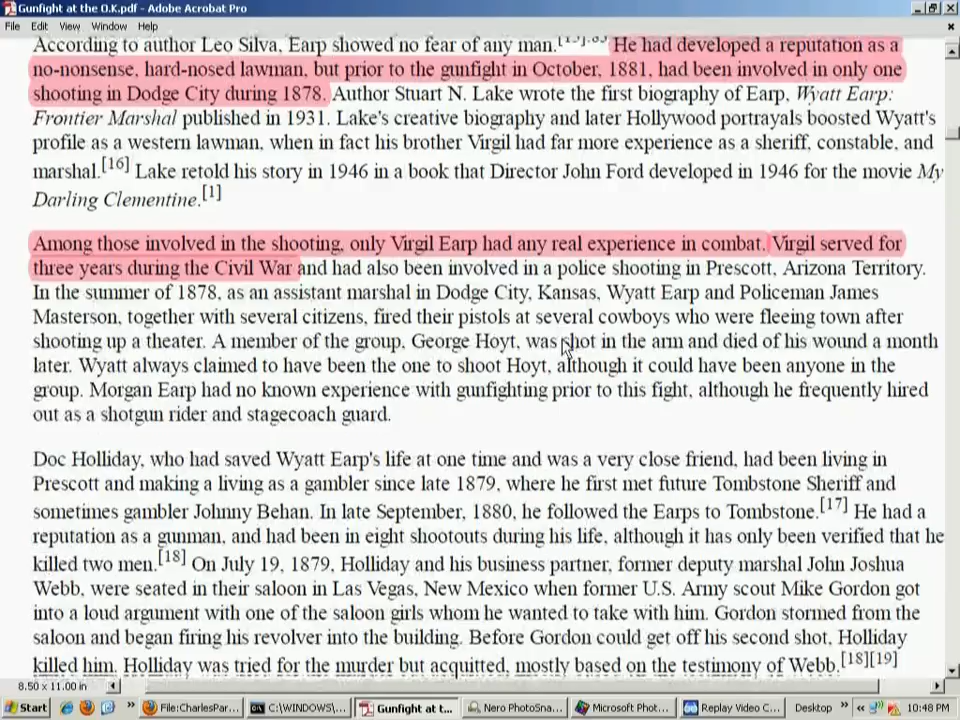 Gunfight at the O.K.pdf - Adobe Acrobat Pro
File Edit View Window Help
According to author Leo Silva, Earp showed no fear of any man. He had developed a reputation as a
no-nonsense, hard-nosed lawman, but prior to the gunfight in October, 1881, had been involved in only one
shooting in Dodge City during 1878. Author Stuart N. Lake wrote the first biography of Earp, Wyatt Earp:
Frontier Marshal published in 1931. Lake's creative biography and later Hollywood portrayals boosted Wyatt's
profile as a western lawman, when in fact his brother Virgil had far more experience as a sheriff, constable, and
marshal.[16] Lake retold his story in 1946 in a book that Director John Ford developed in 1946 for the movie My
Darling Clementine.[1]
Among those involved in the shooting, only Virgil Earp had any real experience in combat. Virgil served for
three years during the Civil War and had also been involved in a police shooting in Prescott, Arizona Territory.
In the summer of 1878, as an assistant marshal in Dodge City, Kansas, Wyatt Earp and Policeman James
Masterson, together with several citizens, fired their pistols at several cowboys who were fleeing town after
shooting up a theater. A member of the group, George Hoyt, was shot in the arm and died of his wound a month
later. Wyatt always claimed to have been the one to shoot Hoyt, although it could have been anyone in the
group. Morgan Earp had no known experience with gunfighting prior to this fight, although he frequently hired
out as a shotgun rider and stagecoach guard.
Doc Holliday, who had saved Wyatt Earp's life at one time and was a very close friend, had been living in
Prescott and making a living as a gambler since late 1879, where he first met future Tombstone Sheriff and
sometimes gambler Johnny Behan. In late September, 1880, he followed the Earps to Tombstone.[17] He had a
reputation as a gunman, and had been in eight shootouts during his life, although it has only been verified that he
killed two men.[18] On July 19, 1879, Holliday and his business partner, former deputy marshal John Joshua
Webb, were seated in their saloon in Las Vegas, New Mexico when former U.S. Army scout Mike Gordon got
into a loud argument with one of the saloon girls whom he wanted to take with him. Gordon stormed from the
saloon and began firing his revolver into the building. Before Gordon could get off his second shot, Holliday
killed him. Holliday was tried for the murder but acquitted, mostly based on the testimony of Webb.[18][19]
8.50 x 11.00 in
Start File:CharlesPar... C:\WINDOWS\... Gunfight at t... Nero PhotoSna... Microsoft Phot... Replay Video C... Desktop 10:48 PM